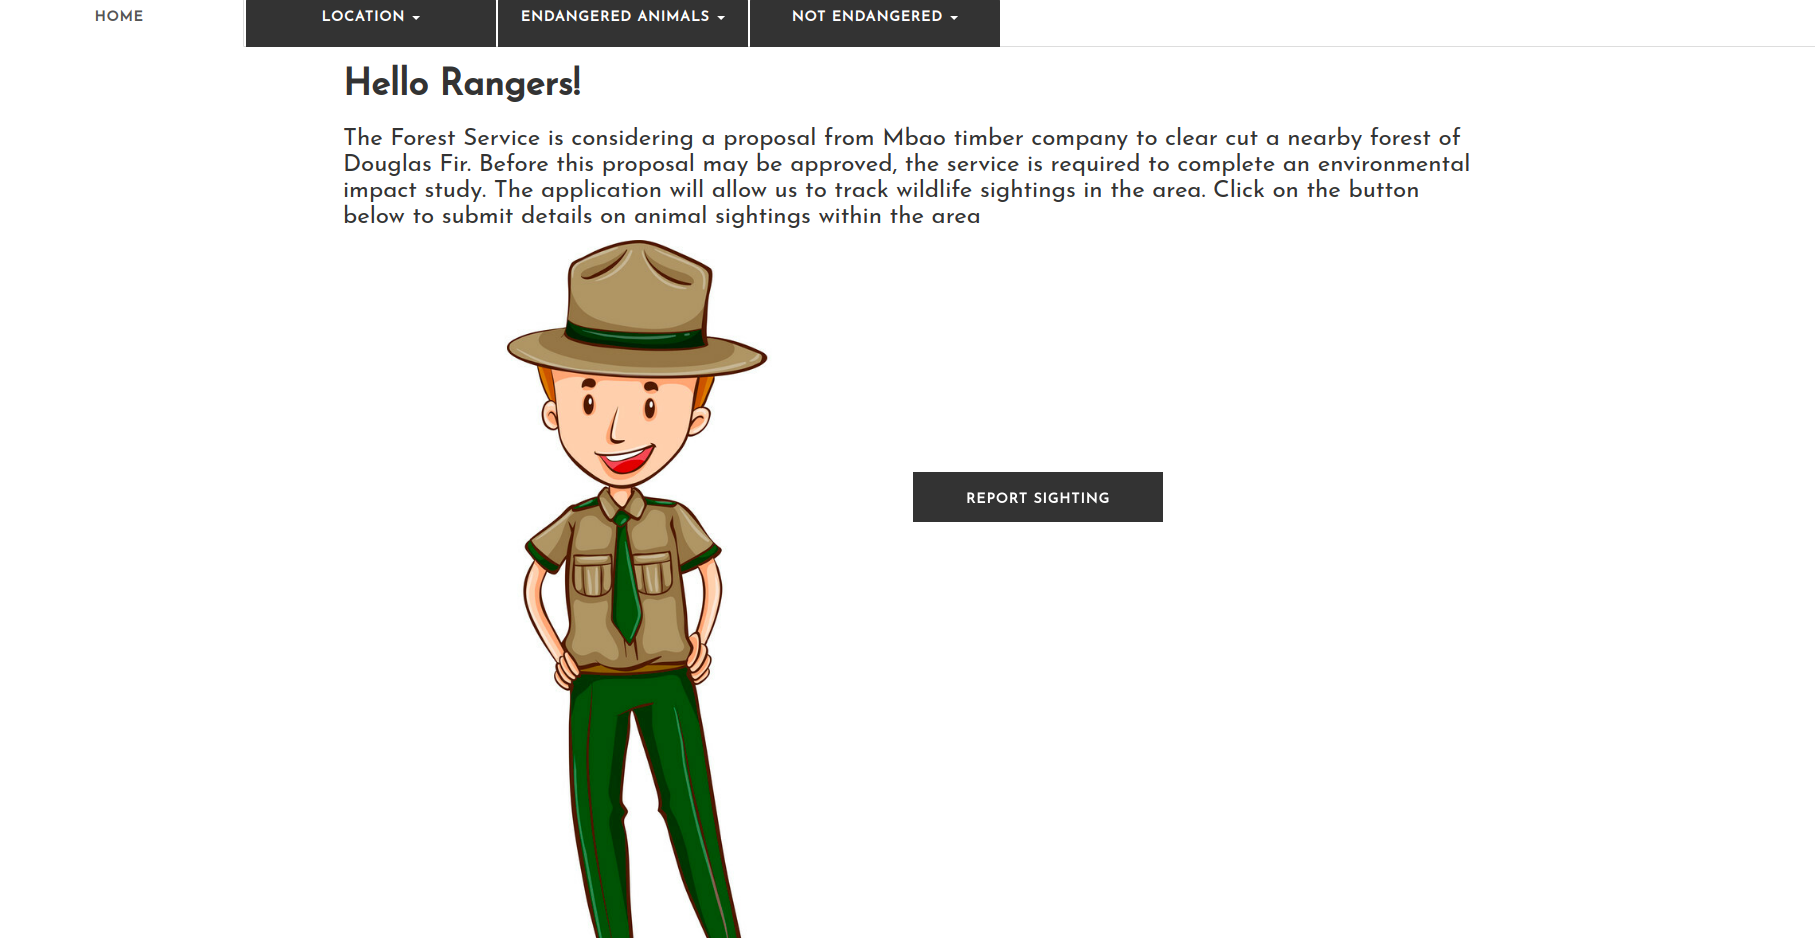 HOME
LOCATION
ENDANGERED ANIMALS
NOT ENDANGERED
Hello Rangers!
The Forest Service is considering a proposal from Mbao timber company to clear cut a nearby forest of
Douglas Fir. Before this proposal may be approved, the service is required to complete an environmental
impact study. The application will allow us to track wildlife sightings in the area. Click on the button
below to submit details on animal sightings within the area
REPORT SIGHTING